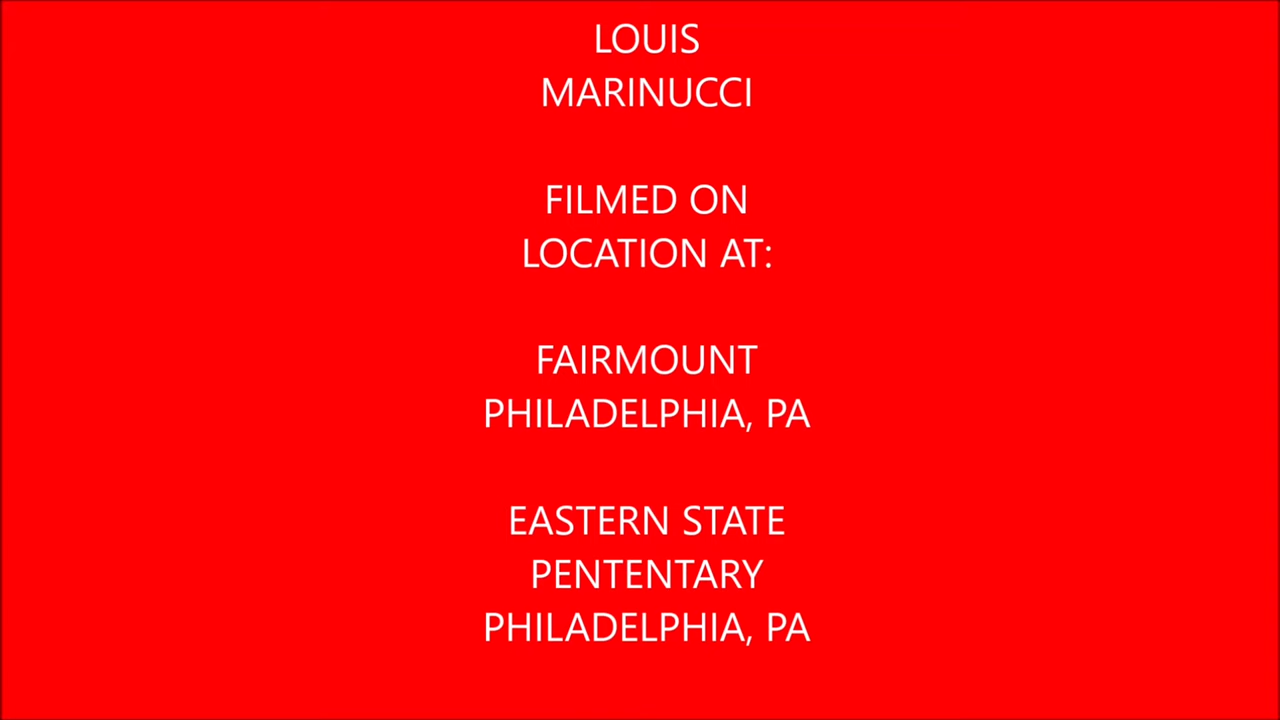 LOUIS
MARINUCCI
FILMED ON
LOCATION AT:
FAIRMOUNT
PHILADELPHIA, PA
EASTERN STATE
PENTENTARY
PHILADELPHIA, PA